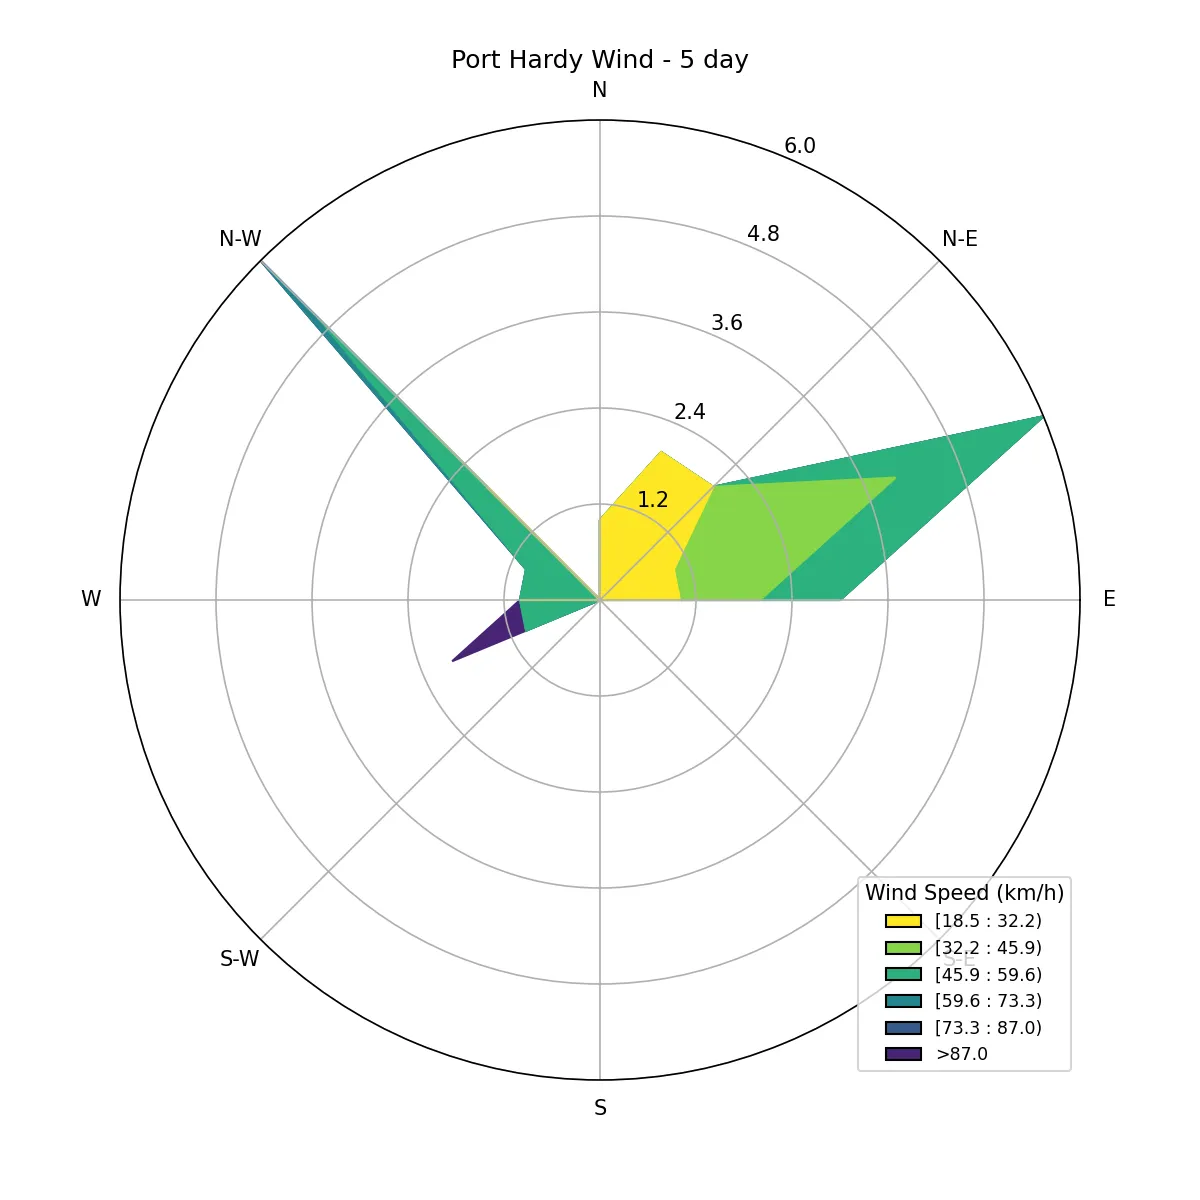 Port Hardy Wind - 5 day
N
6.0
N-W
N-E
4.8
3.6
2.4
1.2
W
E
S-W
S-E
S
Wind Speed (km/h)
[18.5 : 32.2)
[32.2 : 45.9)
[45.9 : 59.6)
[59.6 : 73.3)
[73.3 : 87.0)
>87.0